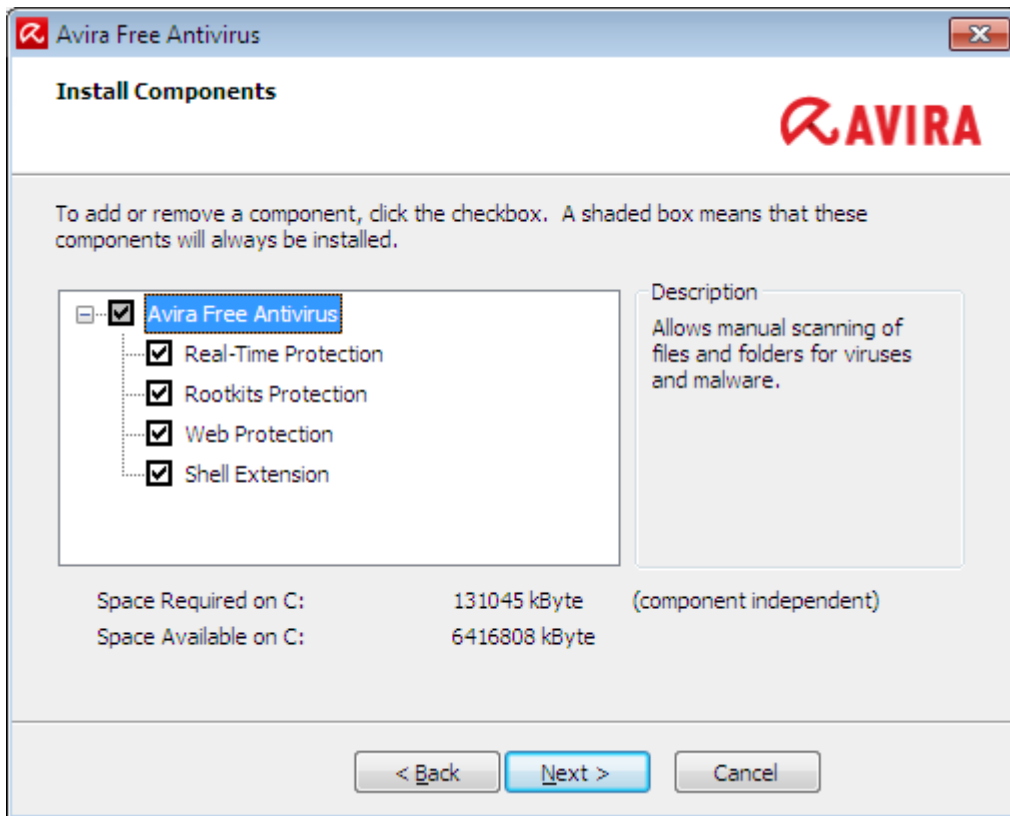 Avira Free Antivirus
Install Components
AVIRA
To add or remove a component, click the checkbox.  A shaded box means that these
components will always be installed.
Avira Free Antivirus
Real-Time Protection
Rootkits Protection
Web Protection
Shell Extension
Description
Allows manual scanning of
files and folders for viruses
and malware.
Space Required on C: 131045 kByte (component independent)
Space Available on C: 6416808 kByte
< Back Next > Cancel